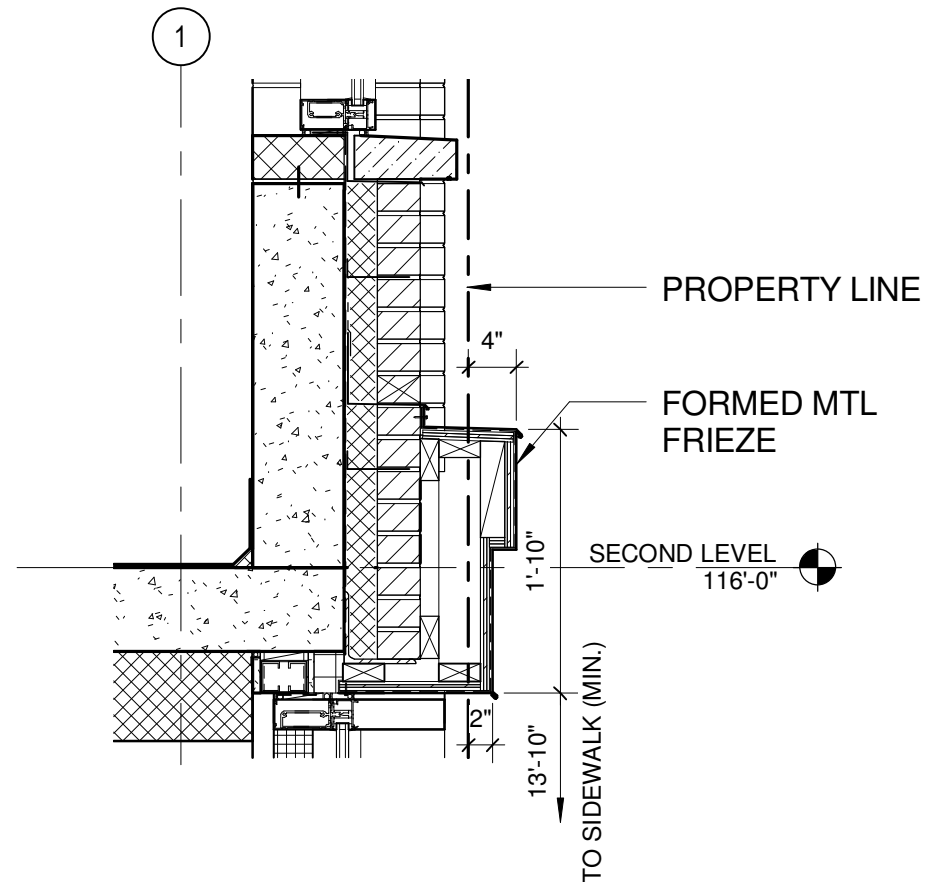 1
PROPERTY LINE
4"
FORMED MTL
FRIEZE
1'-10"
SECOND LEVEL
116'-0"
2"
13'-10"
TO SIDEWALK (MIN.)